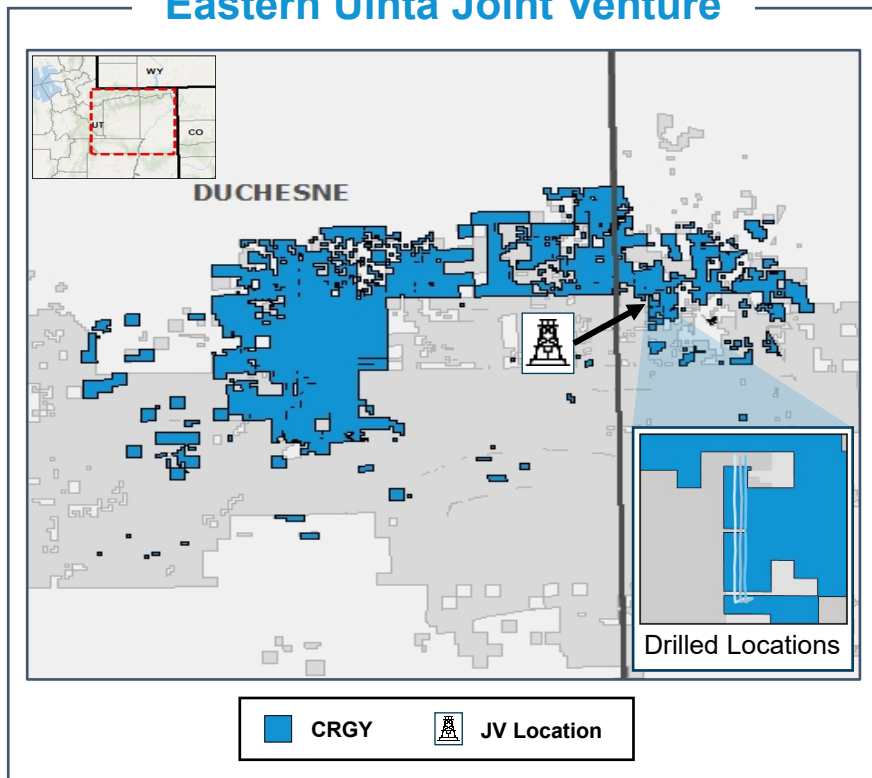 Eastern Uinta Joint Venture
WY
UT
CO
DUCHESNE
Drilled Locations
CRGY
JV Location